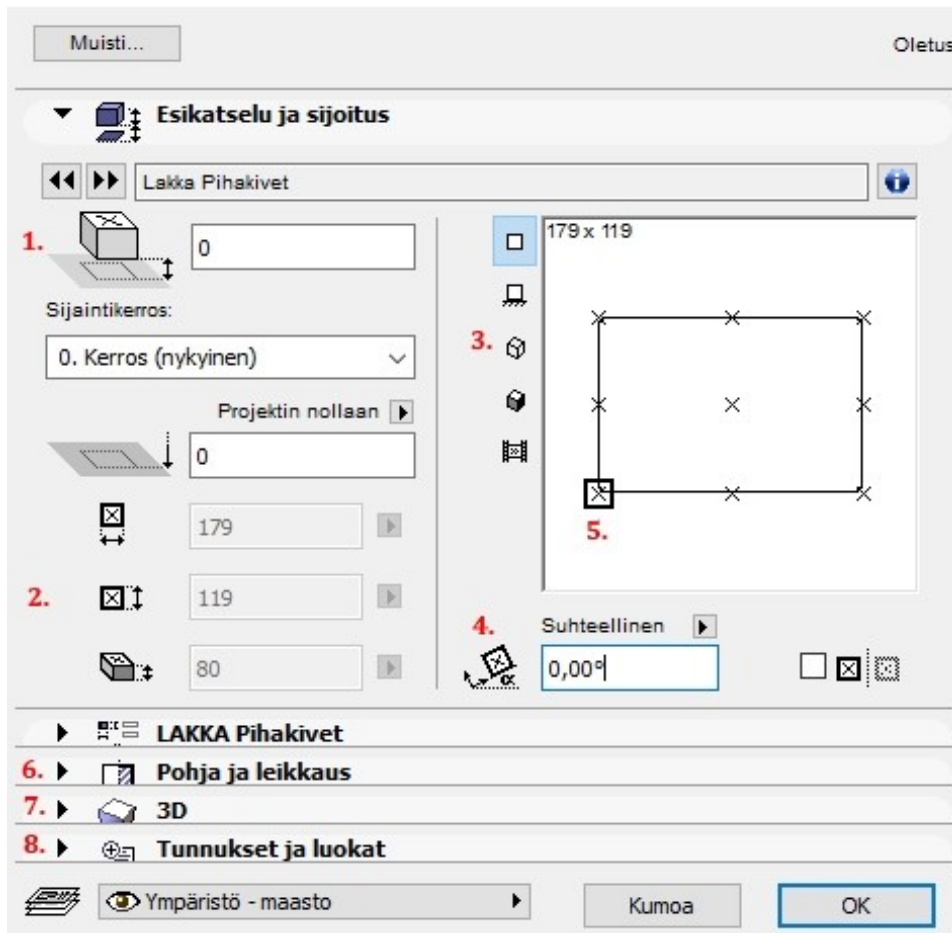 Muisti...
Oletus
Esikatselu ja sijoitus
Lakka Pihakivet
1.
0
Sijaintikerros:
0. Kerros (nykyinen)
Projektin nollaan
0
179
2.
119
80
179 x 119
3.
5.
4.
Suhteellinen
α
0,00°
LAKKA Pihakivet
6.
Pohja ja leikkaus
7.
3D
8.
Tunnukset ja luokat
Ympäristö - maasto
Kumoa
OK